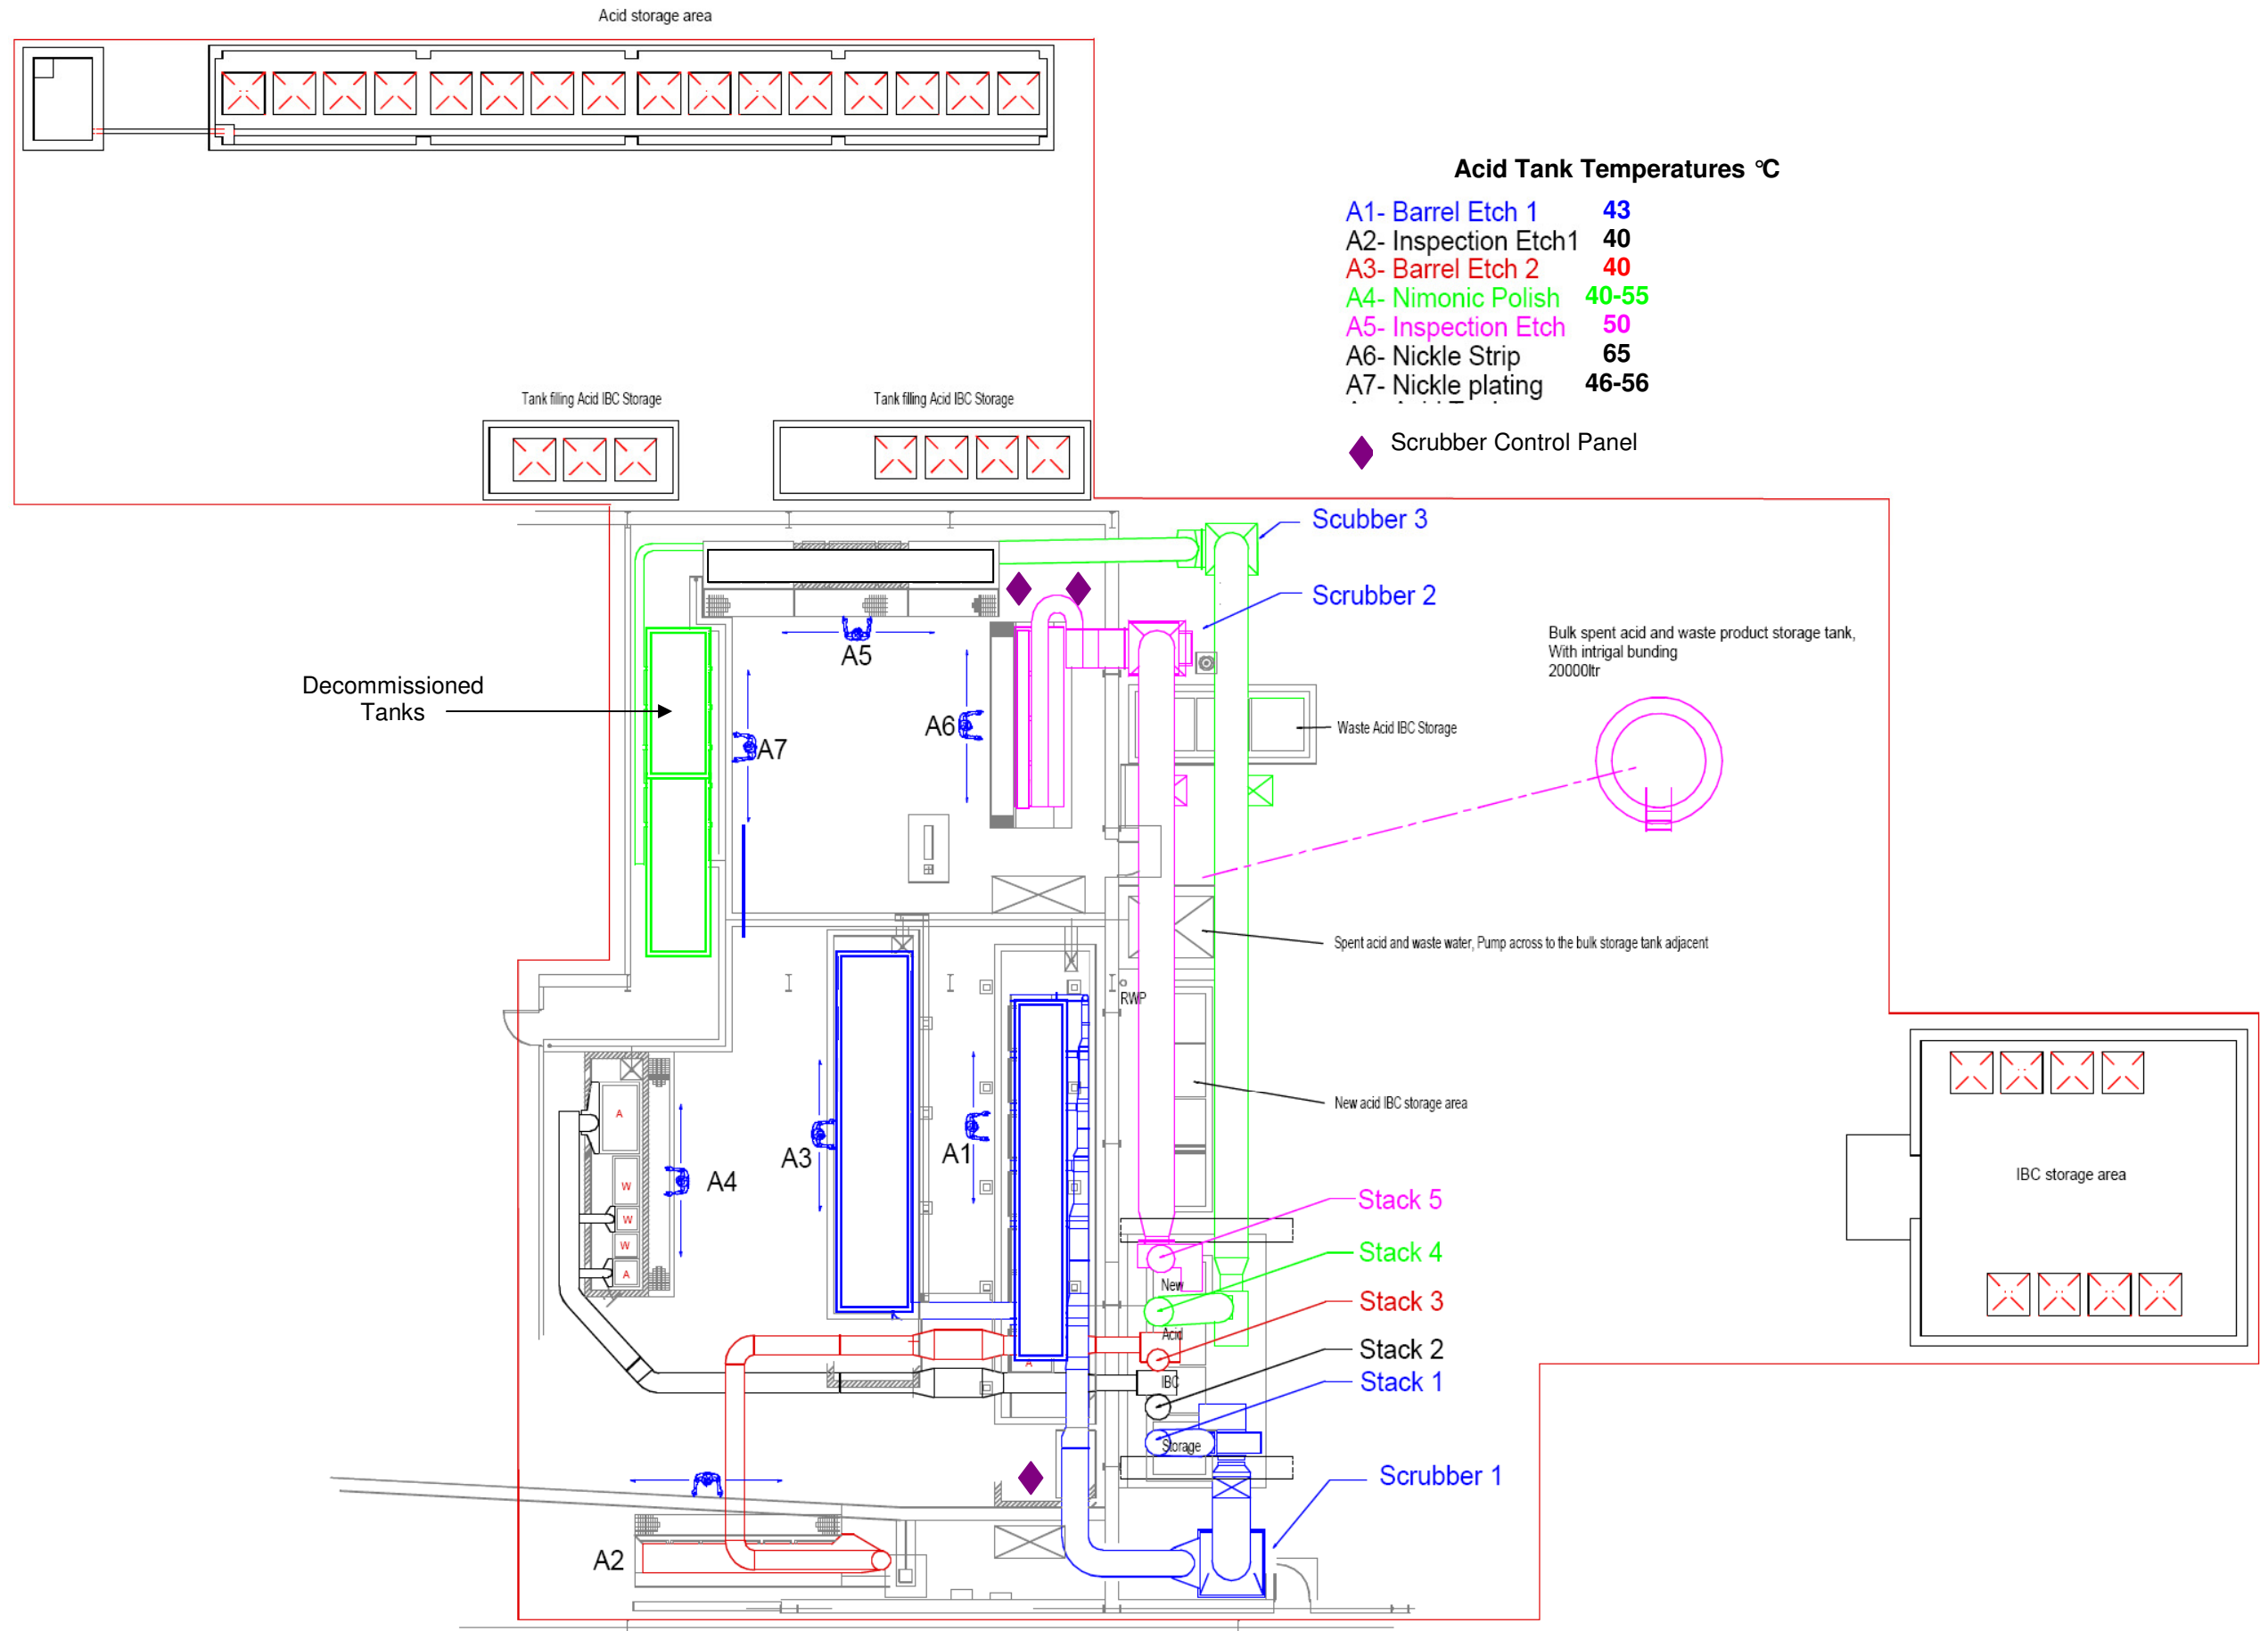 Acid storage area
Acid Tank Temperatures °C
A1- Barrel Etch 1 43
A2- Inspection Etch1 40
A3- Barrel Etch 2 40
A4- Nimonic Polish 40-55
A5- Inspection Etch 50
A6- Nickle Strip 65
A7- Nickle plating 46-56
Scrubber Control Panel
Tank filling Acid IBC Storage
Tank filling Acid IBC Storage
Scubber 3
Scrubber 2
Bulk spent acid and waste product storage tank,
With intrigal bunding
20000ltr
A5
Decommissioned
Tanks
A6
A7
Waste Acid IBC Storage
Spent acid and waste water, Pump across to the bulk storage tank adjacent
RWP
New acid IBC storage area
A
A3
A1
A4
W
W
W
A
IBC storage area
Stack 5
Stack 4
New
Stack 3
Acid
A
Stack 2
IBC
Stack 1
Storage
Scrubber 1
A2